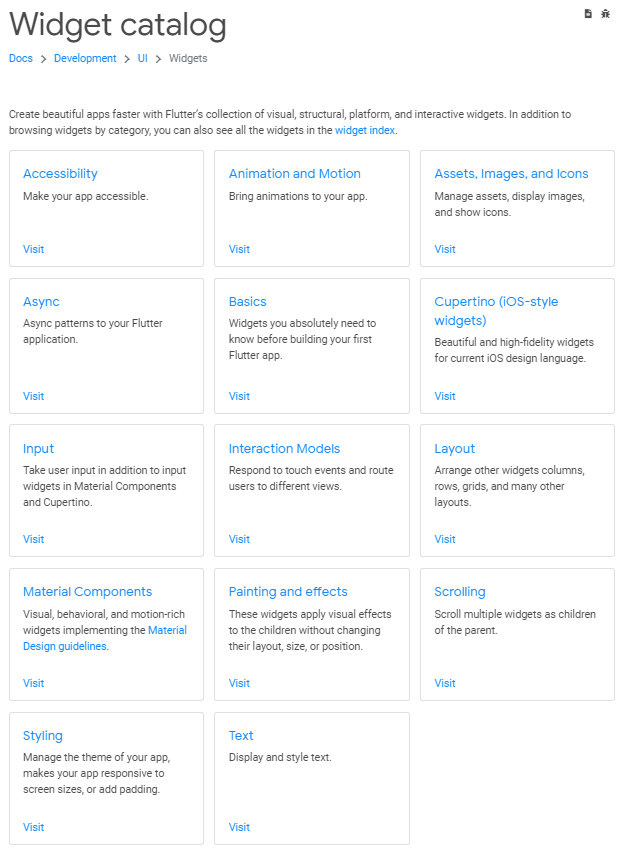 Widget catalog
Docs > Development > UI > Widgets
Create beautiful apps faster with Flutter's collection of visual, structural, platform, and interactive widgets. In addition to
browsing widgets by category, you can also see all the widgets in the widget index.
Accessibility
Make your app accessible.
Visit
Animation and Motion
Bring animations to your app.
Visit
Assets, Images, and Icons
Manage assets, display images,
and show icons.
Visit
Async
Async patterns to your Flutter
application.
Visit
Basics
Widgets you absolutely need to
know before building your first
Flutter app.
Visit
Cupertino (iOS-style
widgets)
Beautiful and high-fidelity widgets
for current iOS design language.
Visit
Input
Take user input in addition to input
widgets in Material Components
and Cupertino.
Visit
Interaction Models
Respond to touch events and route
users to different views.
Visit
Layout
Arrange other widgets columns,
rows, grids, and many other
layouts.
Visit
Material Components
Visual, behavioral, and motion-rich
widgets implementing the Material
Design guidelines.
Visit
Painting and effects
These widgets apply visual effects
to the children without changing
their layout, size, or position.
Visit
Scrolling
Scroll multiple widgets as children
of the parent.
Visit
Styling
Manage the theme of your app,
makes your app responsive to
screen sizes, or add padding.
Visit
Text
Display and style text.
Visit